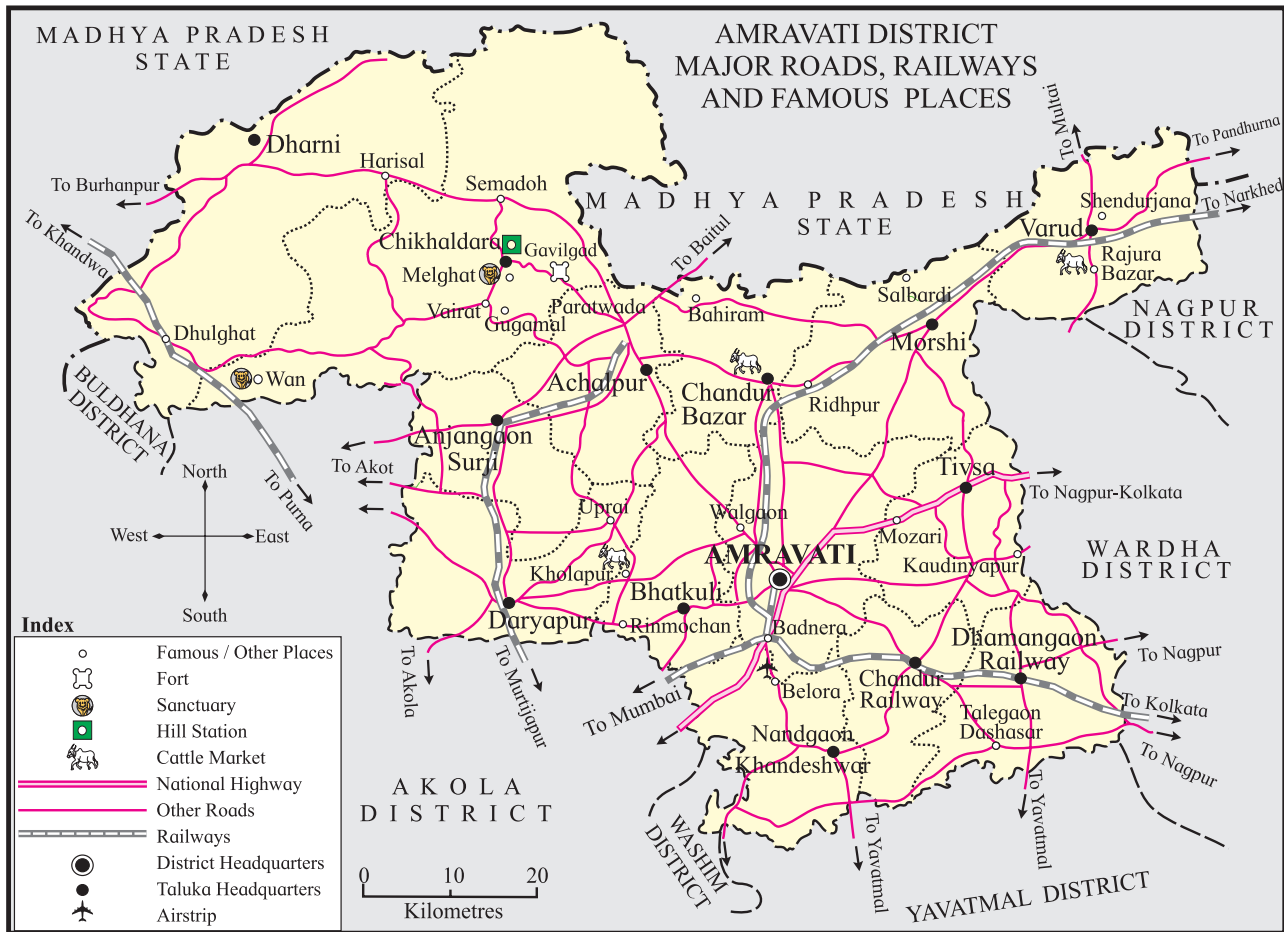 MADHYA PRADESH
STATE
AMRAVATI DISTRICT
MAJOR ROADS, RAILWAYS
AND FAMOUS PLACES
To Multai
To Pandhurna
Dharni
Harisal
To Burhanpur
Semadoh
MADHYA PRADESH
STATE
Shendurjana
To Narkhed
Varud
To Khandwa
Chikhaldara
Gavilgad
To Baitul
Melghat
Rajura
Bazar
Salbardi
Vairat
Gugamal
Paratwada
Bahiram
NAGPUR
DISTRICT
Dhulghat
Morshi
Wan
Achalpur
Chandur
Bazar
Ridhpur
BULDHANA
DISTRICT
Anjangaon
Surji
To Akot
To Purna
Tivsa
To Nagpur-Kolkata
North
West
East
South
Uprai
Walgaon
Mozari
AMRAVATI
Kaudinyapur
WARDHA
DISTRICT
Kholapur
Bhatkuli
Daryapur
Rinmochan
Badnera
Dhamangaon
Railway
To Nagpur
To Akola
To Murtijapur
To Mumbai
Belora
Chandur
Railway
To Kolkata
Talegaon
Dashasar
To Nagpur
Nandgaon
Khandeshwar
AKOLA
DISTRICT
WASHIM
DISTRICT
To Yavatmal
To Yavatmal
YAVATMAL DISTRICT
Index
Famous / Other Places
Fort
Sanctuary
Hill Station
Cattle Market
National Highway
Other Roads
Railways
District Headquarters
Taluka Headquarters
Airstrip
0 10 20
Kilometres